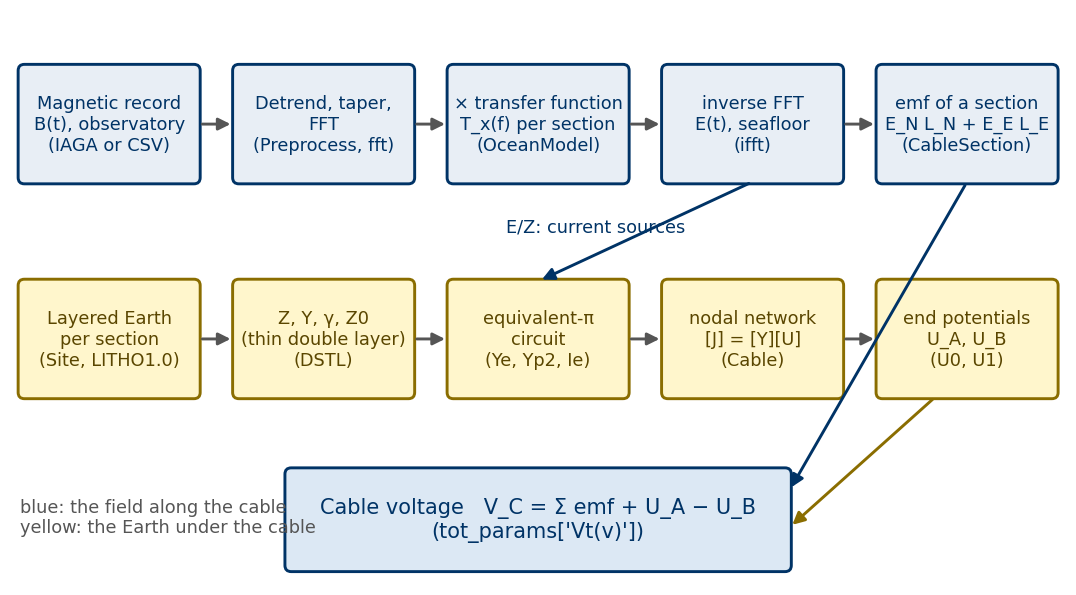 Magnetic record
B(t), observatory
(IAGA or CSV)
Detrend, taper,
FFT
(Preprocess, fft)
× transfer function
T_x(f) per section
(OceanModel)
inverse FFT
E(t), seafloor
(ifft)
emf of a section
E_N L_N + E_E L_E
(CableSection)
E/Z: current sources
Layered Earth
per section
(Site, LITHO1.0)
Z, Y, γ, Z0
(thin double layer)
(DSTL)
equivalent-π
circuit
(Ye, Yp2, Ie)
nodal network
[J] = [Y][U]
(Cable)
end potentials
U_A, U_B
(U0, U1)
blue: the field along the cable
yellow: the Earth under the cable
Cable voltage   V_C = Σ emf + U_A − U_B
(tot_params['Vt(v)'])